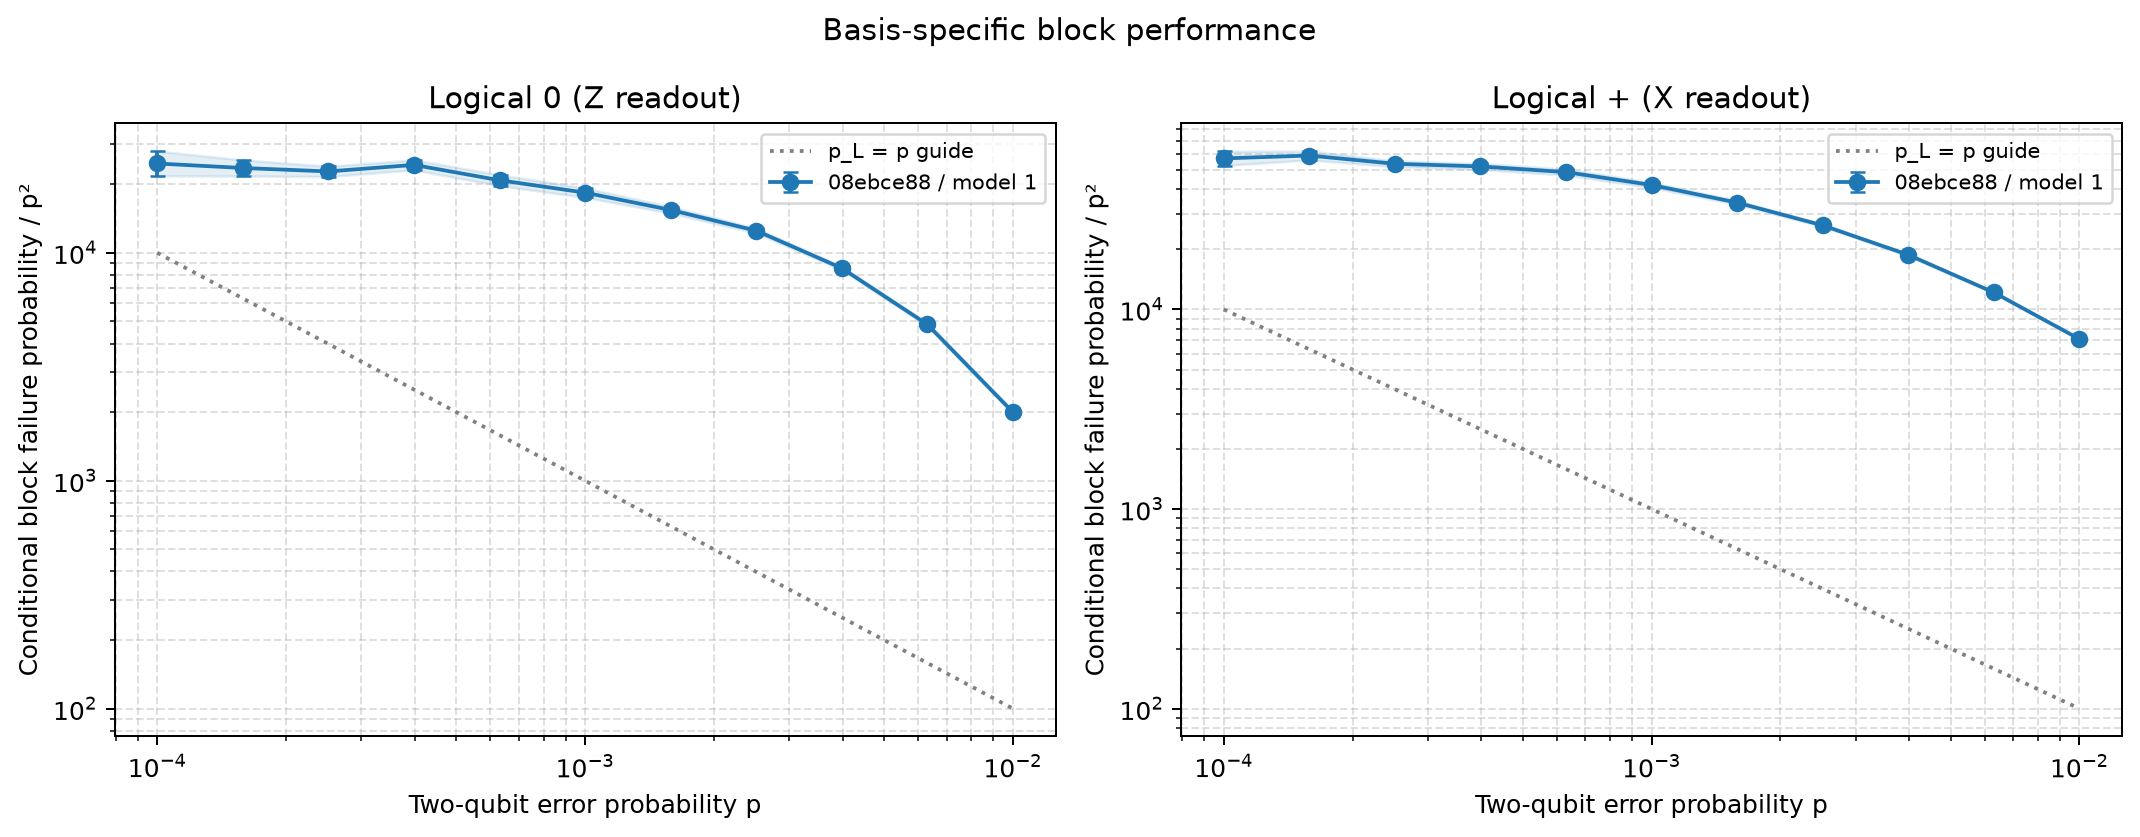 Basis-specific block performance
Logical 0 (Z readout)
Conditional block failure probability / p²
10⁴
10³
10²
p_L = p guide
08ebce88 / model 1
10⁻⁴
10⁻³
10⁻²
Two-qubit error probability p
Logical + (X readout)
Conditional block failure probability / p²
10⁴
10³
10²
p_L = p guide
08ebce88 / model 1
10⁻⁴
10⁻³
10⁻²
Two-qubit error probability p